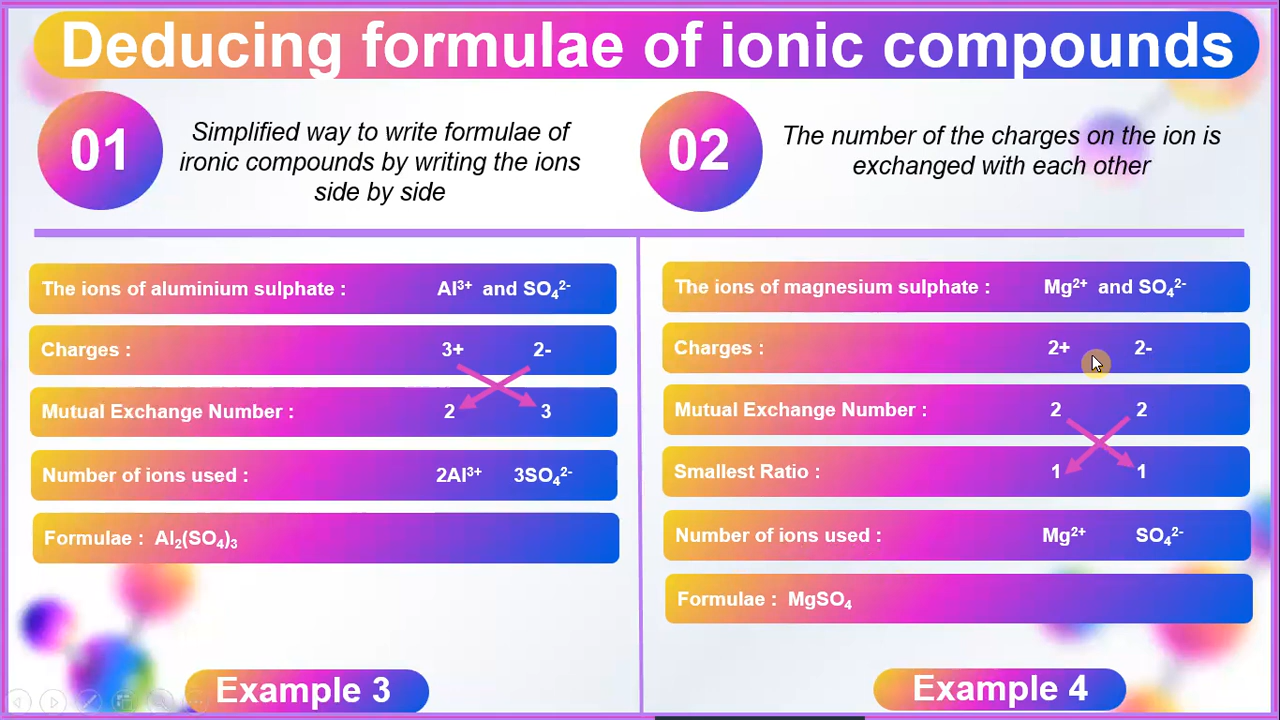 Deducing formulae of ionic compounds
01
Simplified way to write formulae of
ironic compounds by writing the ions
side by side
02
The number of the charges on the ion is
exchanged with each other
The ions of aluminium sulphate : Al³⁺ and SO₄²⁻
Charges : 3+ 2-
Mutual Exchange Number : 2 3
Number of ions used : 2Al³⁺ 3SO₄²⁻
Formulae : Al₂(SO₄)₃
Example 3
The ions of magnesium sulphate : Mg²⁺ and SO₄²⁻
Charges : 2+ 2-
Mutual Exchange Number : 2 2
Smallest Ratio : 1 1
Number of ions used : Mg²⁺ SO₄²⁻
Formulae : MgSO₄
Example 4